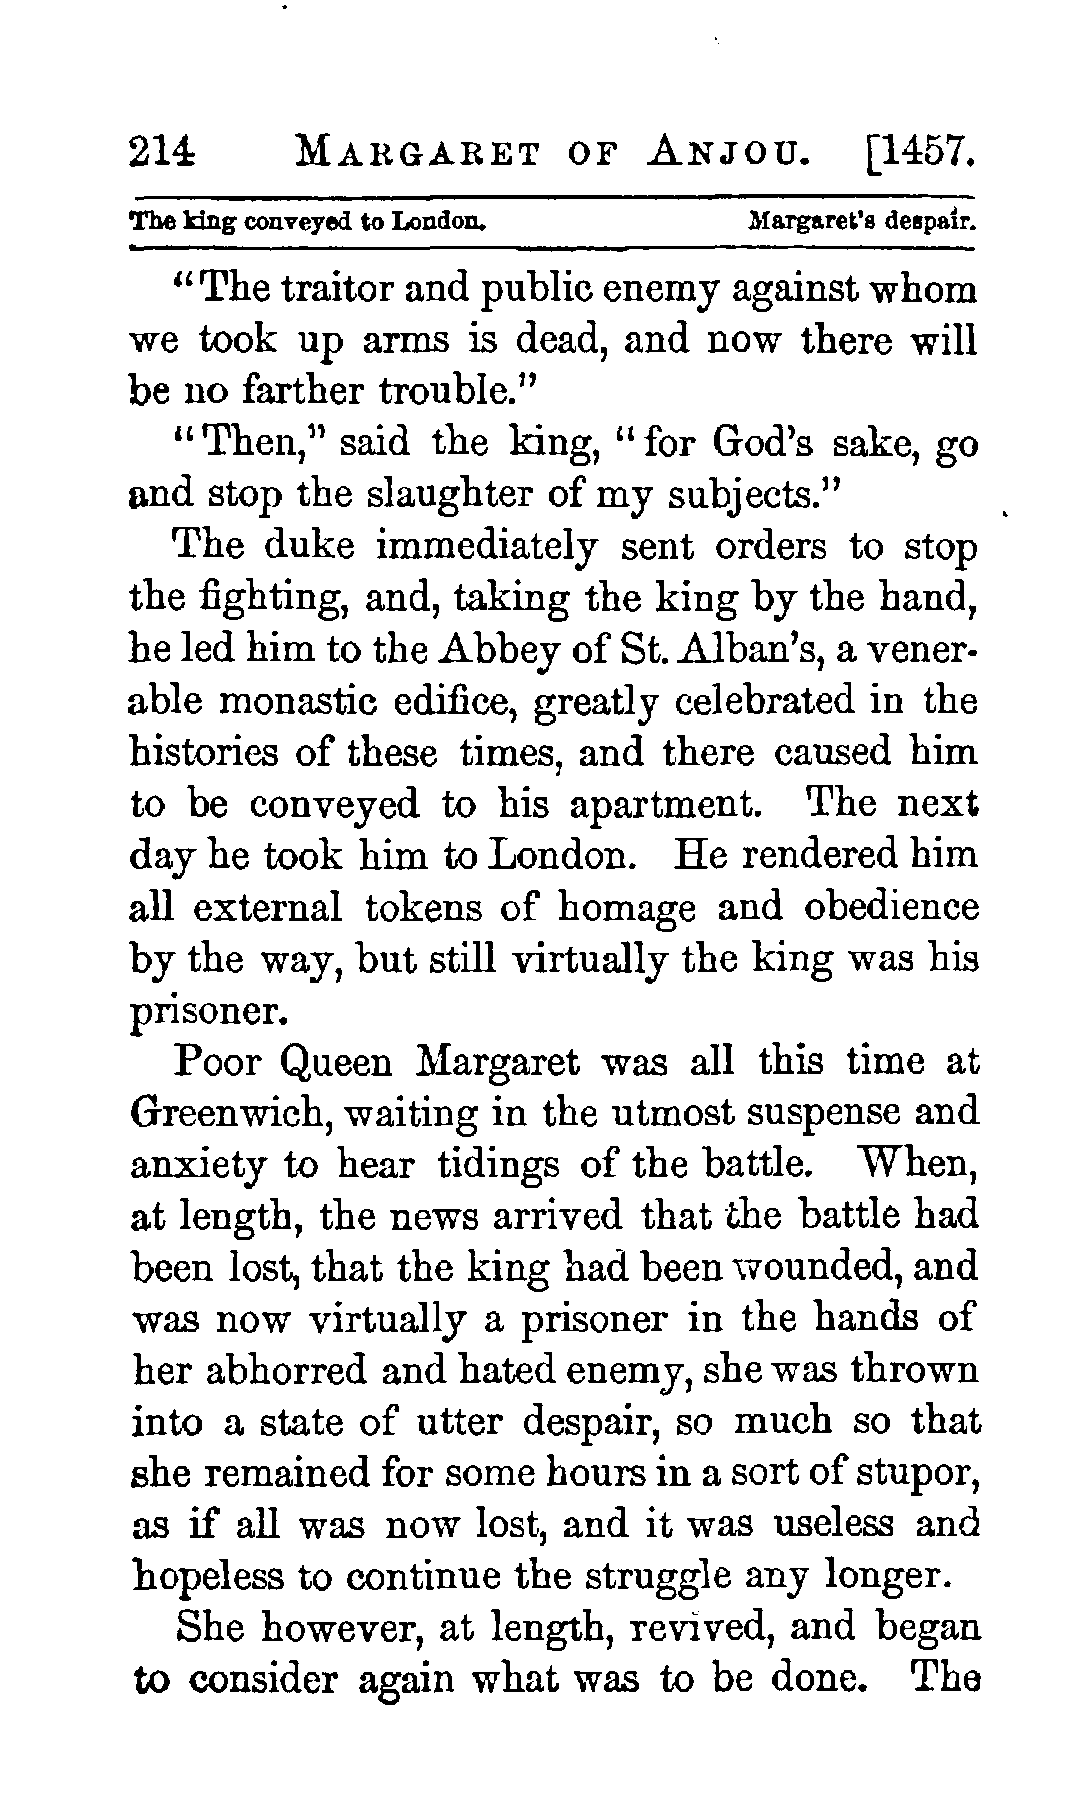 214 MARGARET OF ANJOU. [1457.
The king conveyed to London. Margaret's despair.
"The traitor and public enemy against whom
we took up arms is dead, and now there will
be no farther trouble."
"Then," said the king, "for God's sake, go
and stop the slaughter of my subjects."
The duke immediately sent orders to stop
the fighting, and, taking the king by the hand,
he led him to the Abbey of St. Alban's, a vener-
able monastic edifice, greatly celebrated in the
histories of these times, and there caused him
to be conveyed to his apartment. The next
day he took him to London. He rendered him
all external tokens of homage and obedience
by the way, but still virtually the king was his
prisoner.
Poor Queen Margaret was all this time at
Greenwich, waiting in the utmost suspense and
anxiety to hear tidings of the battle. When,
at length, the news arrived that the battle had
been lost, that the king had been wounded, and
was now virtually a prisoner in the hands of
her abhorred and hated enemy, she was thrown
into a state of utter despair, so much so that
she remained for some hours in a sort of stupor,
as if all was now lost, and it was useless and
hopeless to continue the struggle any longer.
She however, at length, revived, and began
to consider again what was to be done. The